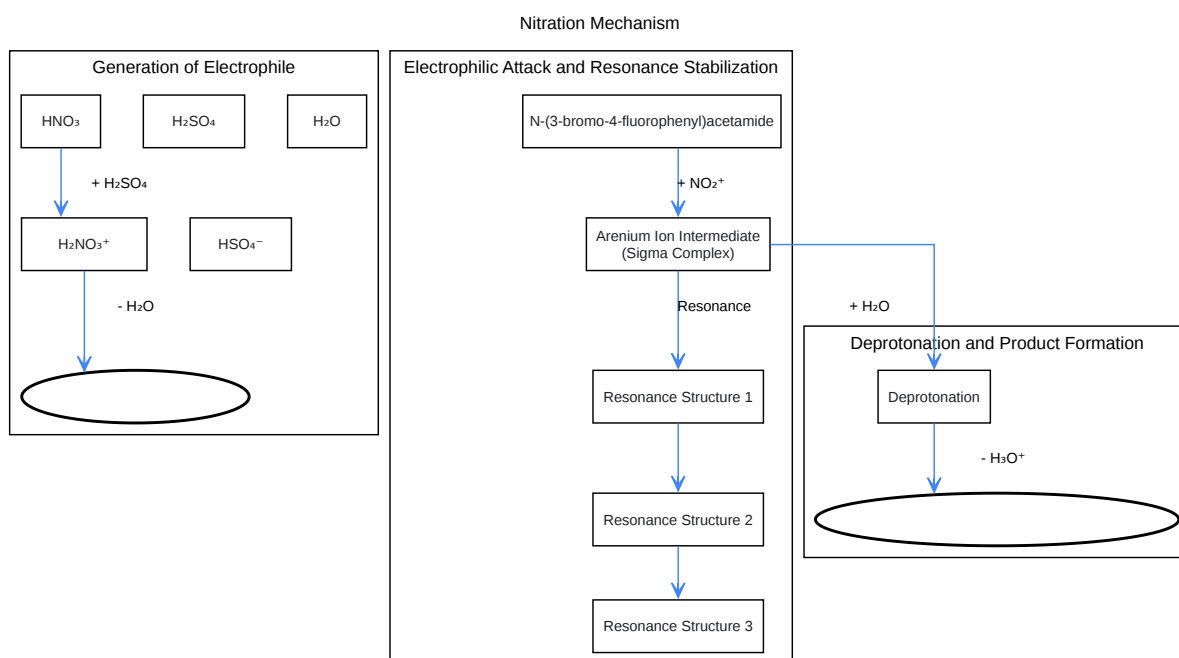 Nitration Mechanism
Generation of Electrophile
HNO₃
H₂SO₄
H₂O
+ H₂SO₄
H₂NO₃⁺
HSO₄⁻
- H₂O
Electrophilic Attack and Resonance Stabilization
N-(3-bromo-4-fluorophenyl)acetamide
+ NO₂⁺
Arenium Ion Intermediate
(Sigma Complex)
Resonance
Resonance Structure 1
Resonance Structure 2
Resonance Structure 3
+ H₂O
Deprotonation and Product Formation
Deprotonation
- H₃O⁺